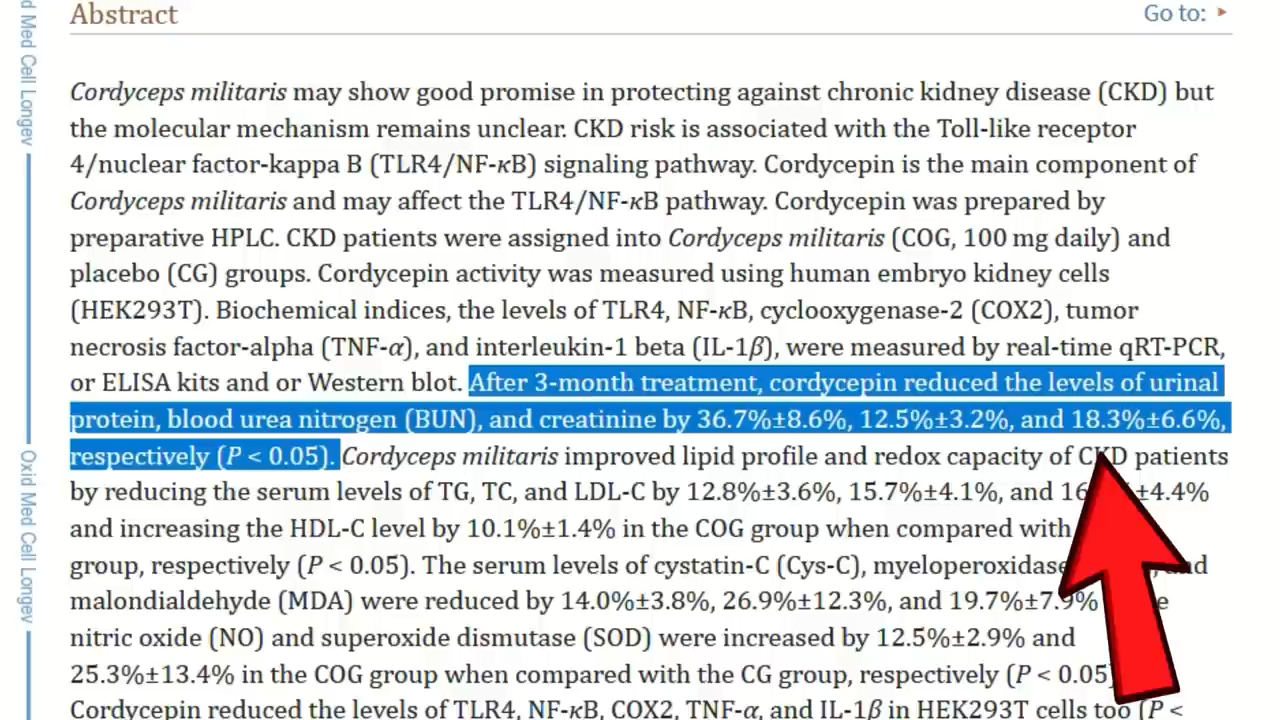 Abstract
Go to:
d Med Cell Longev
Oxid Med Cell Longev
Cordyceps militaris may show good promise in protecting against chronic kidney disease (CKD) but
the molecular mechanism remains unclear. CKD risk is associated with the Toll-like receptor
4/nuclear factor-kappa B (TLR4/NF-κB) signaling pathway. Cordycepin is the main component of
Cordyceps militaris and may affect the TLR4/NF-κB pathway. Cordycepin was prepared by
preparative HPLC. CKD patients were assigned into Cordyceps militaris (COG, 100 mg daily) and
placebo (CG) groups. Cordycepin activity was measured using human embryo kidney cells
(HEK293T). Biochemical indices, the levels of TLR4, NF-κB, cyclooxygenase-2 (COX2), tumor
necrosis factor-alpha (TNF-α), and interleukin-1 beta (IL-1β), were measured by real-time qRT-PCR,
or ELISA kits and or Western blot. After 3-month treatment, cordycepin reduced the levels of urinal
protein, blood urea nitrogen (BUN), and creatinine by 36.7%±8.6%, 12.5%±3.2%, and 18.3%±6.6%,
respectively (P < 0.05). Cordyceps militaris improved lipid profile and redox capacity of CKD patients
by reducing the serum levels of TG, TC, and LDL-C by 12.8%±3.6%, 15.7%±4.1%, and 16 ±4.4%
and increasing the HDL-C level by 10.1%±1.4% in the COG group when compared with
group, respectively (P < 0.05). The serum levels of cystatin-C (Cys-C), myeloperoxidase and
malondialdehyde (MDA) were reduced by 14.0%±3.8%, 26.9%±12.3%, and 19.7%±7.9%
nitric oxide (NO) and superoxide dismutase (SOD) were increased by 12.5%±2.9% and
25.3%±13.4% in the COG group when compared with the CG group, respectively (P < 0.05)
Cordycepin reduced the levels of TLR4, NF-κB, COX2, TNF-α, and IL-1β in HEK293T cells too (P <